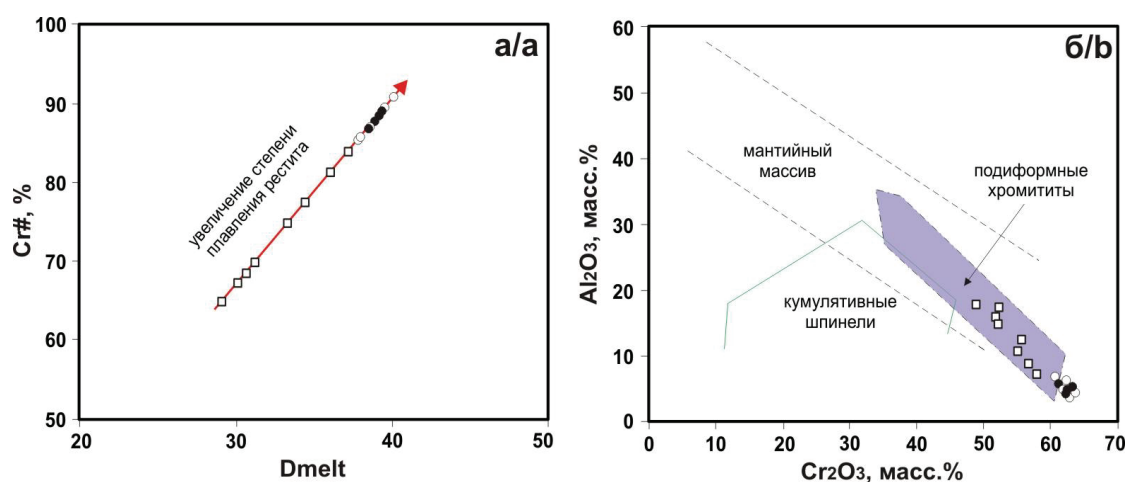 а/a
Cr#, %
100
90
80
70
60
50
увеличение степени
плавления рестита
20
30
40
50
Dmelt
б/b
Al2O3, масс.%
60
50
40
30
20
10
0
мантийный
массив
подиформные
хромититы
кумулятивные
шпинели
0
10
20
30
40
50
60
70
Cr2O3, масс.%